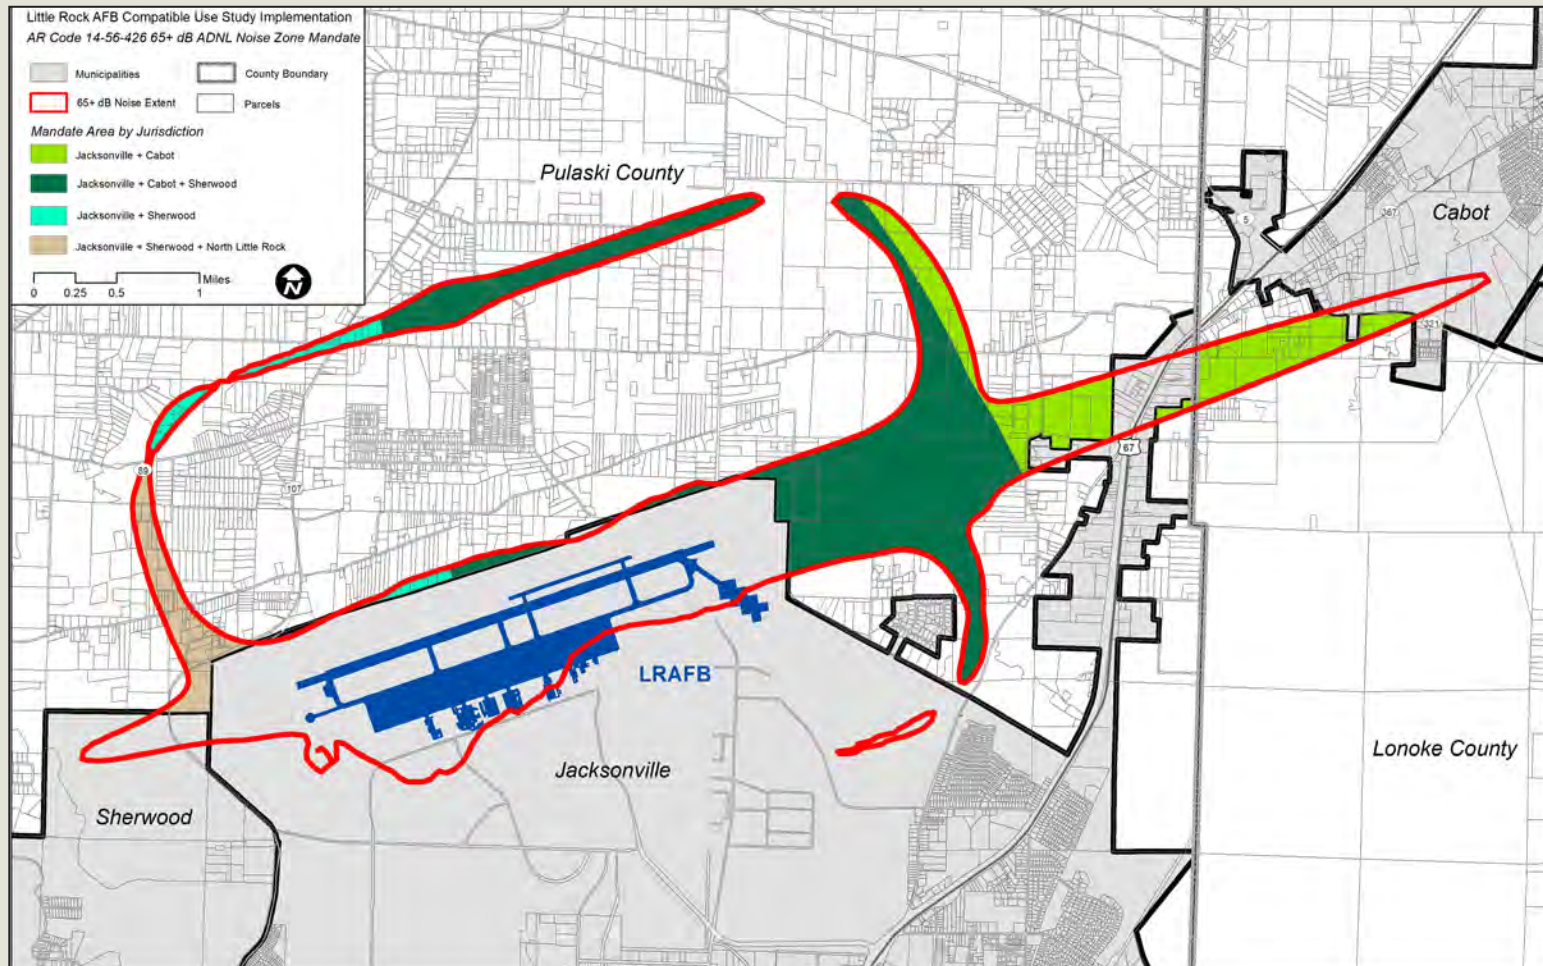 Little Rock AFB Compatible Use Study Implementation
AR Code 14-56-426 65+ dB ADNL Noise Zone Mandate
Municipalities
County Boundary
65+ dB Noise Extent
Parcels
Mandate Area by Jurisdiction
Jacksonville + Cabot
Jacksonville + Cabot + Sherwood
Jacksonville + Sherwood
Jacksonville + Sherwood + North Little Rock
Miles
0 0.25 0.5 1
N
Pulaski County
Cabot
5
367
321
89
107
67
LRAFB
Jacksonville
Lonoke County
Sherwood